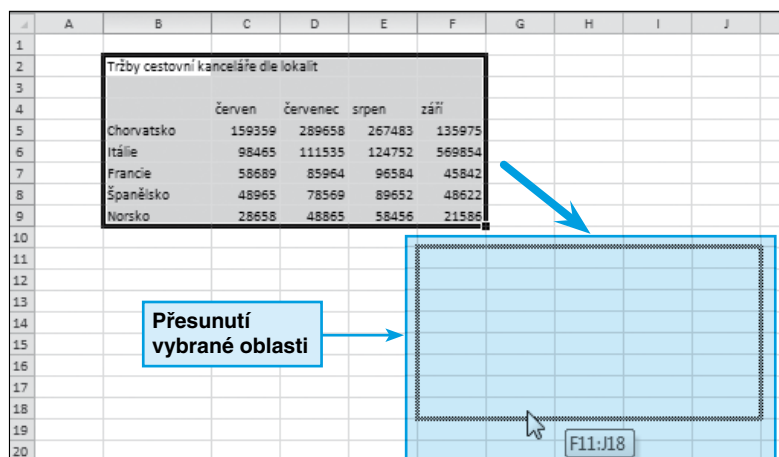 A B C D E F G H I J
1
2 Tržby cestovní kanceláře dle lokalit
3
4 červen červenec srpen září
5 Chorvatsko 159359 289658 267483 135975
6 Itálie 98465 111535 124752 569854
7 Francie 58689 85964 96584 45842
8 Španělsko 48965 78569 89652 48622
9 Norsko 28658 48865 58456 21586
10
11
12
13
14
15
16
17
18
19
20
Přesunutí
vybrané oblasti
F11:J18